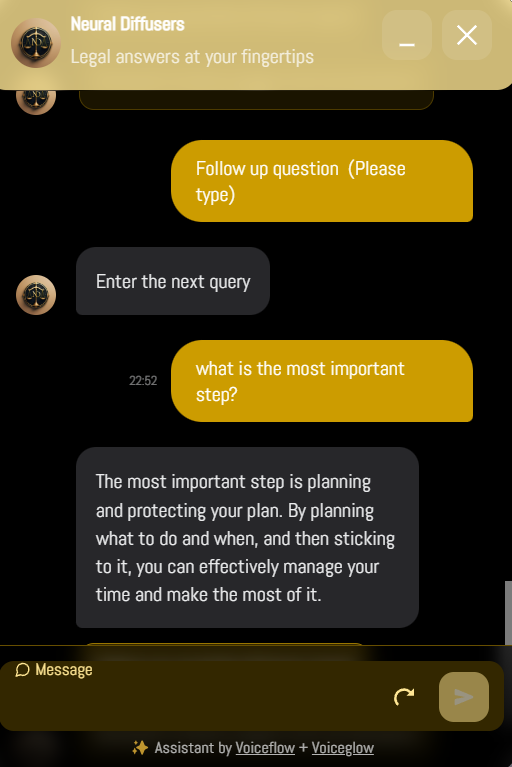 Neural Diffusers
Legal answers at your fingertips
Follow up question (Please
type)
Enter the next query
what is the most important
22:52
step?
The most important step is planning
and protecting your plan. By planning
what to do and when, and then sticking
to it, you can effectively manage your
time and make the most of it.
Message
Assistant by Voiceflow + Voiceglow